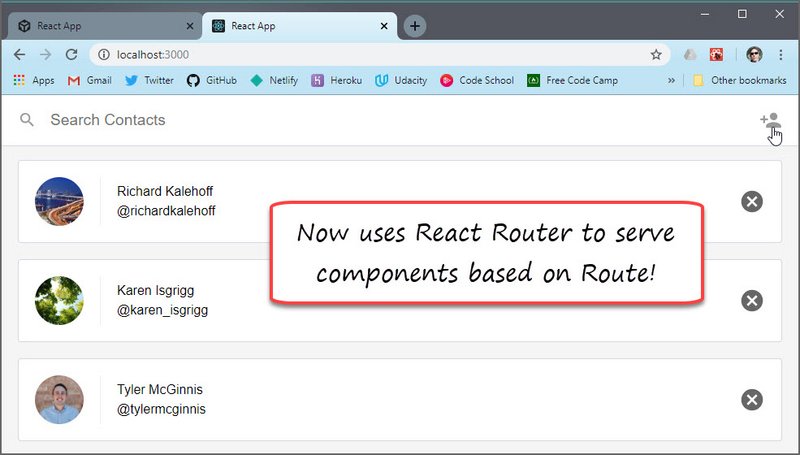 React App
React App
localhost:3000
Apps Gmail Twitter GitHub Netlify Heroku Udacity Code School Free Code Camp » Other bookmarks
Search Contacts
Richard Kalehoff
@richardkalehoff
Now uses React Router to serve
components based on Route!
Karen Isgrigg
@karen_isgrigg
Tyler McGinnis
@tylermcginnis